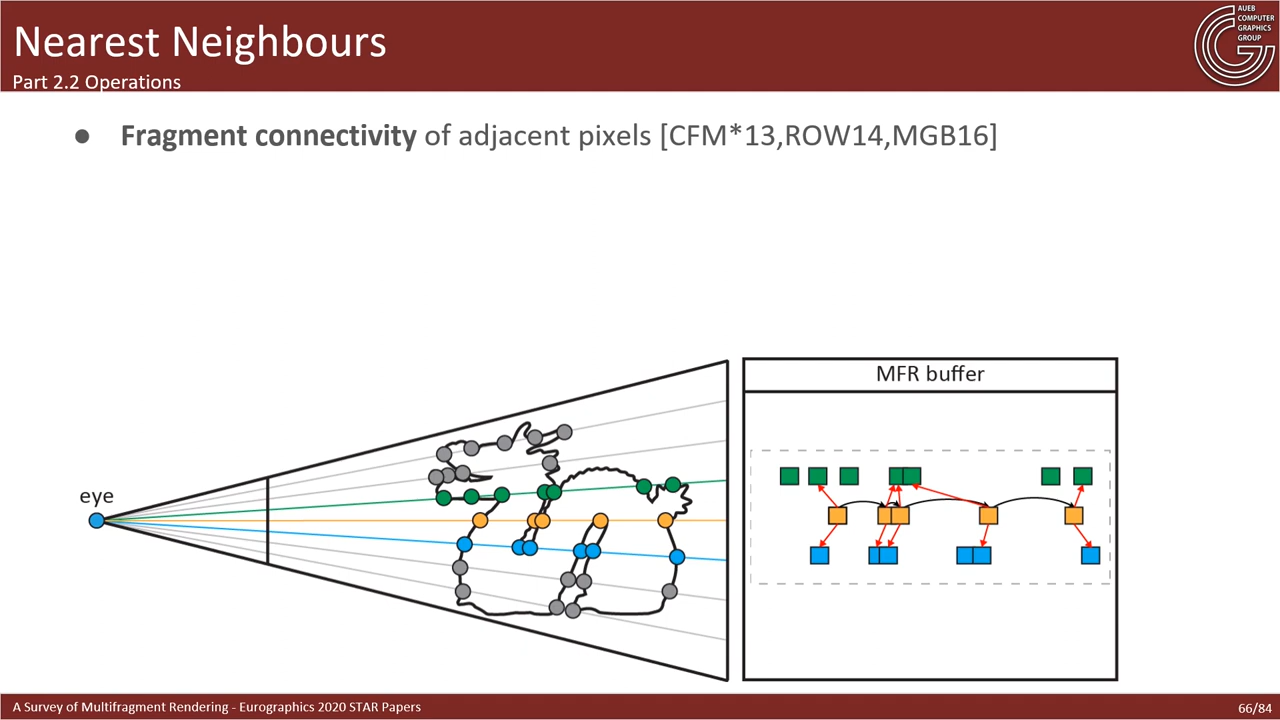 Nearest Neighbours
Part 2.2 Operations
AUEB
COMPUTER
GRAPHICS
GROUP
● Fragment connectivity of adjacent pixels [CFM*13,ROW14,MGB16]
MFR buffer
eye
A Survey of Multifragment Rendering - Eurographics 2020 STAR Papers
66/84